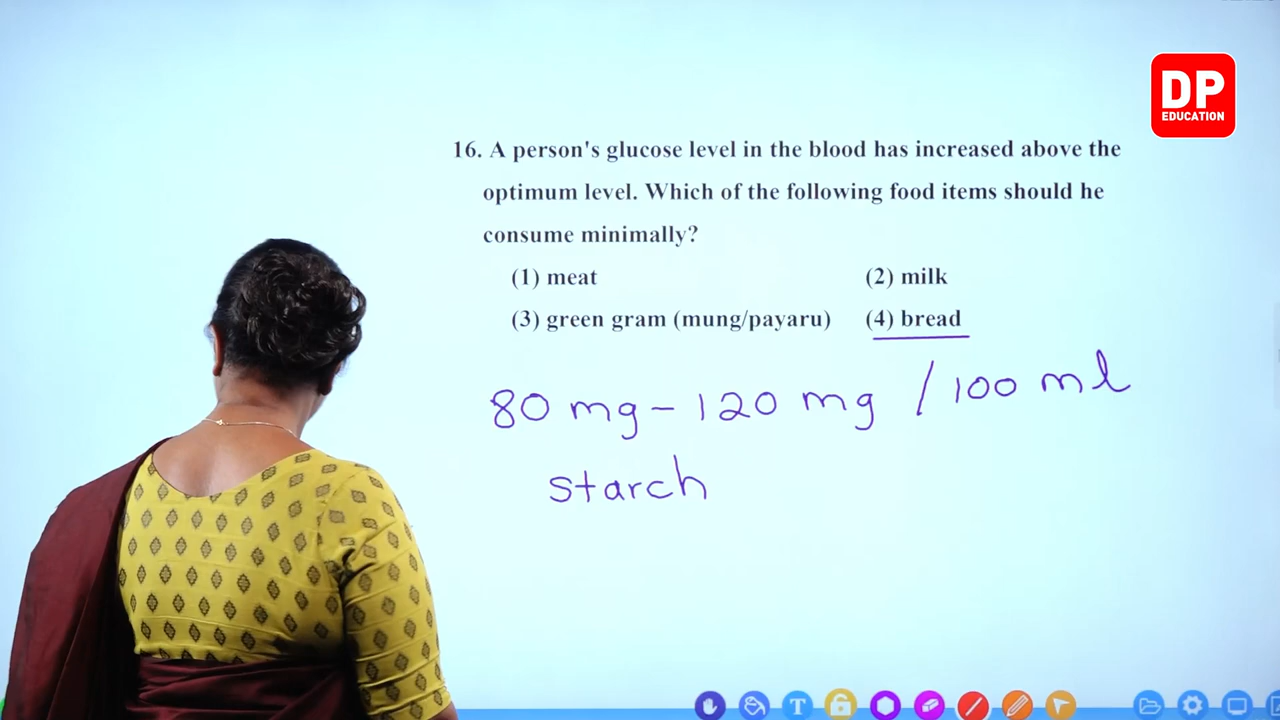 DP
EDUCATION
16. A person's glucose level in the blood has increased above the
optimum level. Which of the following food items should he
consume minimally?
(1) meat (2) milk
(3) green gram (mung/payaru) (4) bread
80 mg - 120 mg / 100 ml
starch
T